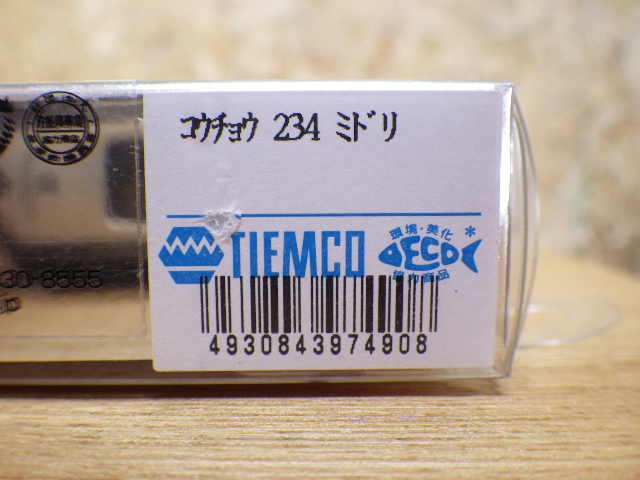 コウチョウ 234 ミドリ
TIEMCO
環境・美化
ECO
協力商品
4930843974908
30-8555